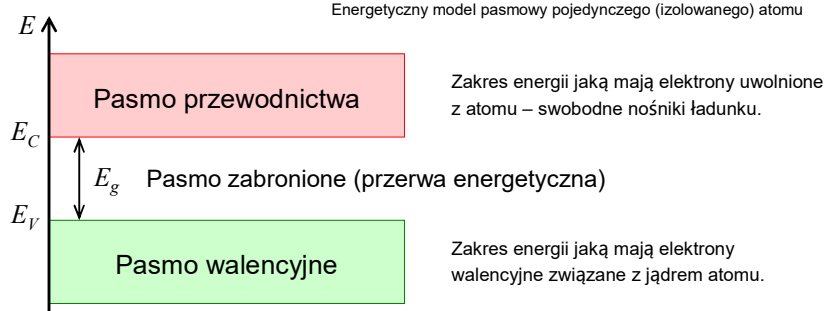 Energetyczny model pasmowy pojedynczego (izolowanego) atomu
E
Pasmo przewodnictwa
Zakres energii jaką mają elektrony uwolnione
z atomu – swobodne nośniki ładunku.
E_C
E_g
Pasmo zabronione (przerwa energetyczna)
E_V
Pasmo walencyjne
Zakres energii jaką mają elektrony
walencyjne związane z jądrem atomu.